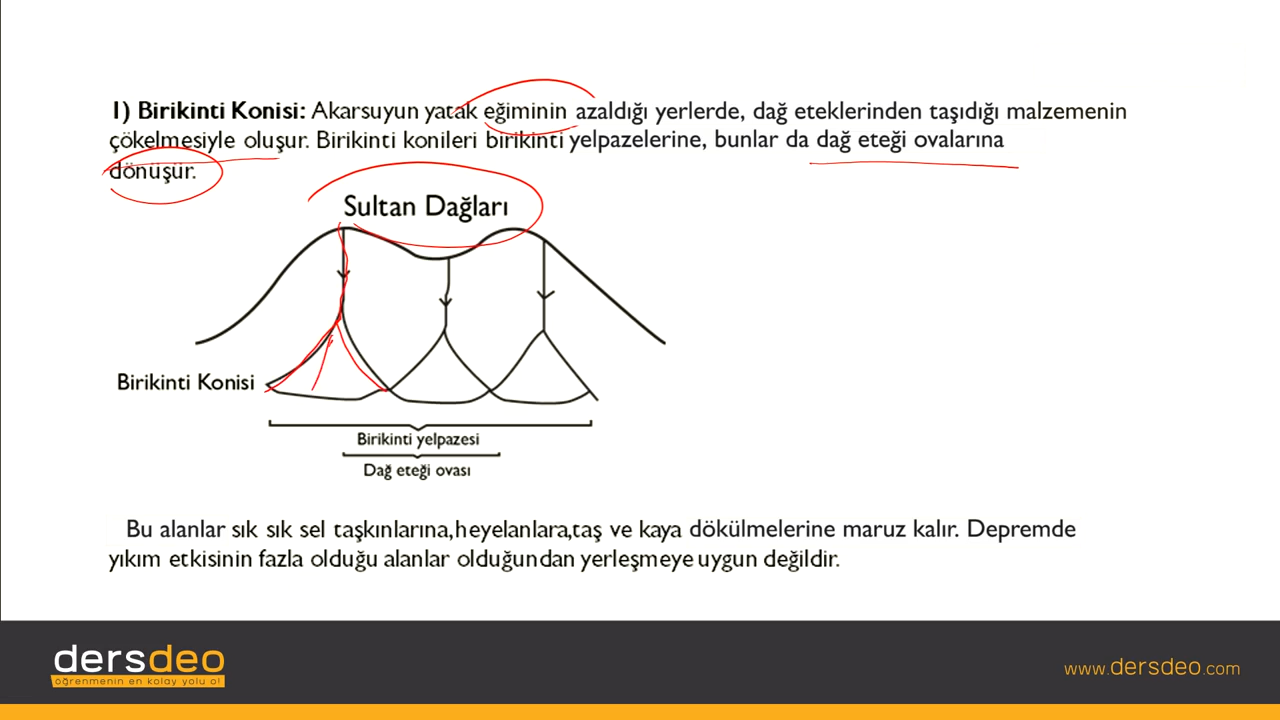 1) Birikinti Konisi: Akarsuyun yatak eğiminin azaldığı yerlerde, dağ eteklerinden taşıdığı malzemenin
çökelmesiyle oluşur. Birikinti konileri birikinti yelpazelerine, bunlar da dağ eteği ovalarına
dönüşür.
Sultan Dağları
Birikinti Konisi
Birikinti yelpazesi
Dağ eteği ovası
Bu alanlar sık sık sel taşkınlarına,heyelanlara,taş ve kaya dökülmelerine maruz kalır. Depremde
yıkım etkisinin fazla olduğu alanlar olduğundan yerleşmeye uygun değildir.
dersdeo
öğrenmenin en kolay yolu o!
www.dersdeo.com